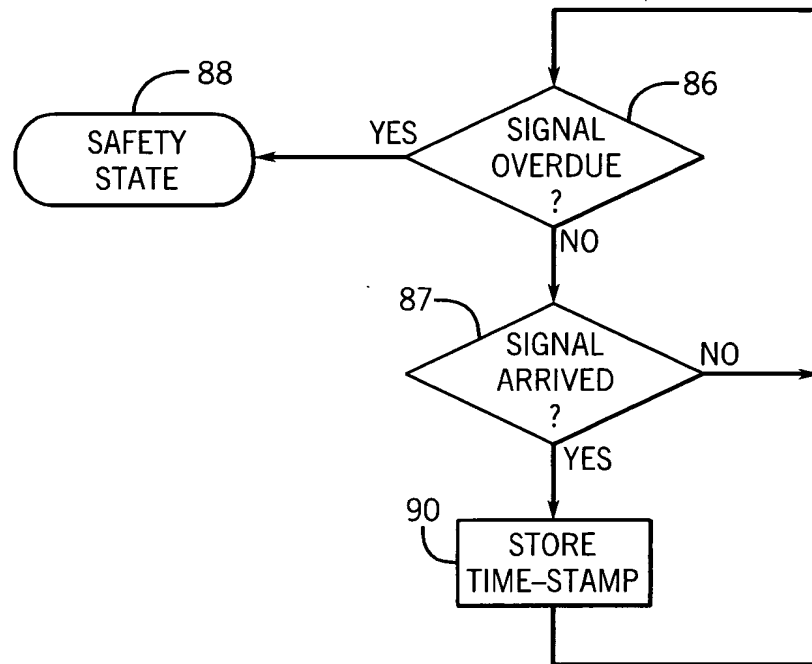 88
86
SAFETY
STATE
YES
SIGNAL
OVERDUE
?
NO
87
SIGNAL
ARRIVED
?
NO
YES
90
STORE
TIME–STAMP